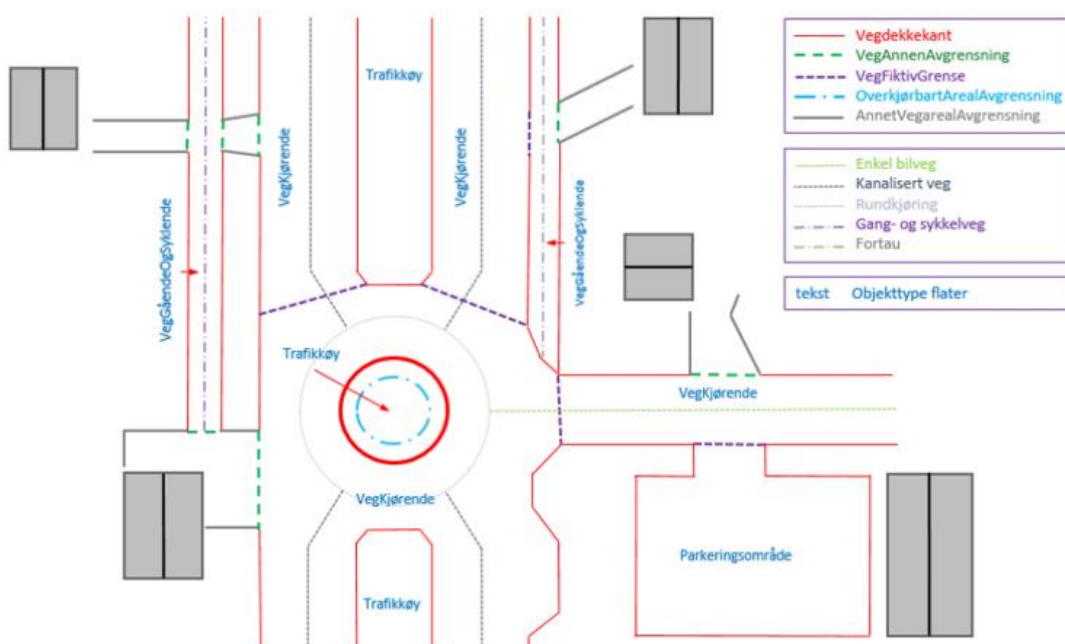 Trafikkøy
VegKjørende
VegKjørende
VegGåendeOgSyklende
VegGåendeOgSyklende
Trafikkøy
VegKjørende
VegKjørende
Parkeringsområde
Trafikkøy
Vegdekkekant
VegAnnenAvgrensning
VegFiktivGrense
OverkjørbartArealAvgrensning
AnnetVegarealAvgrensning
Enkel bilveg
Kanalisert veg
Rundkjøring
Gang- og sykkelveg
Fortau
tekst Objekttype flater